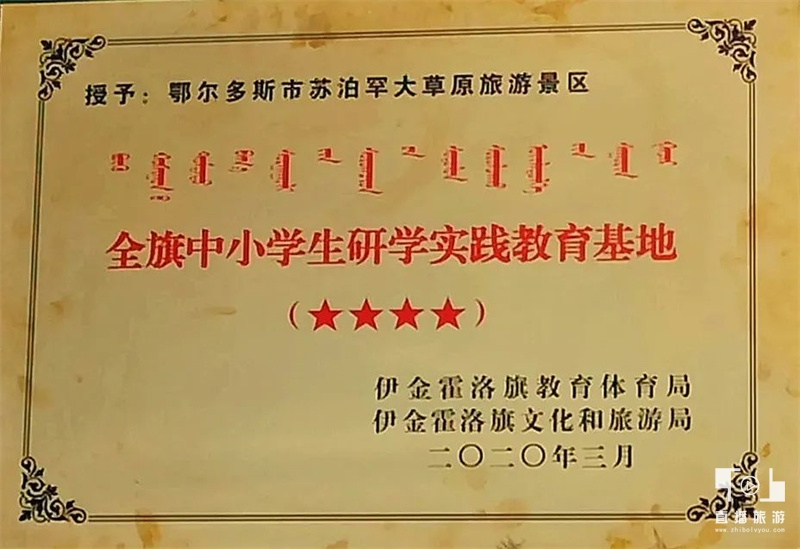 授予：鄂尔多斯市苏泊罕大草原旅游景区
全旗中小学生研学实践教育基地
（★★★★）
伊金霍洛旗教育体育局
伊金霍洛旗文化和旅游局
二〇二〇年三月
直播旅游
www.zhibolvyou.com